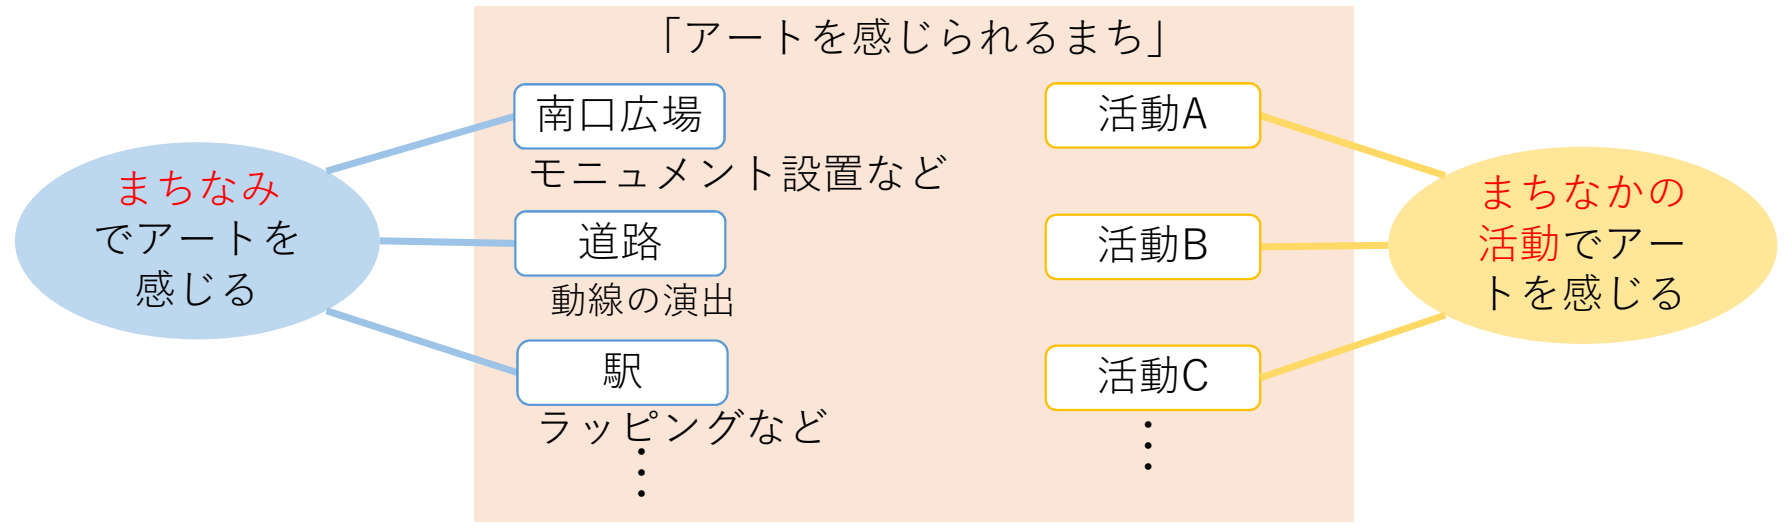 「アートを感じられるまち」
まちなみ
でアートを
感じる
南口広場
モニュメント設置など
道路
動線の演出
駅
ラッピングなど
⋮
活動A
活動B
活動C
⋮
まちなかの
活動でアー
トを感じる